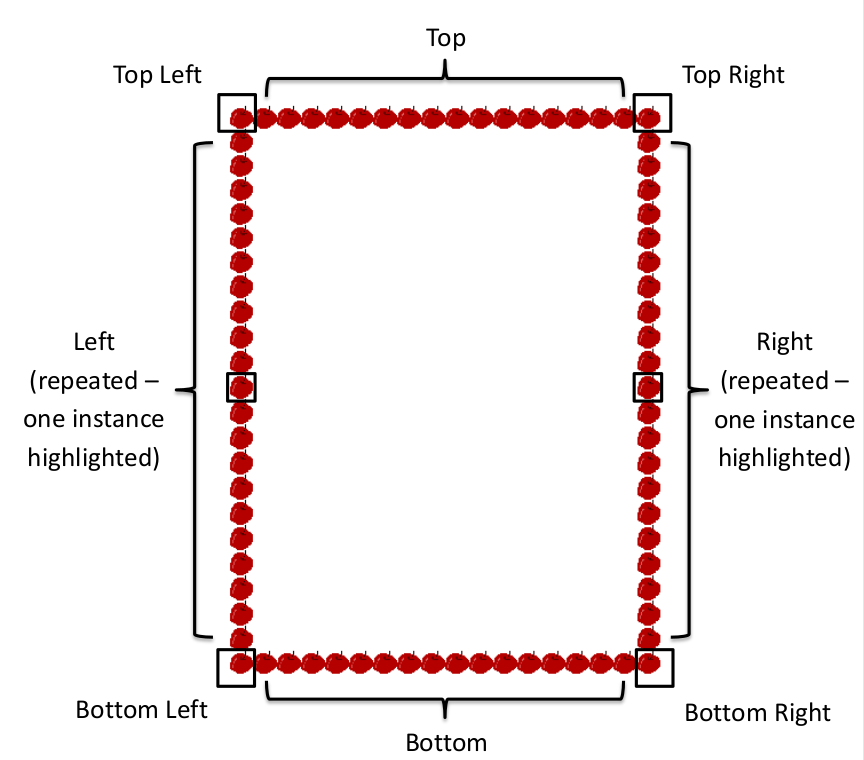 Top
Top Left
Top Right
Left
(repeated –
one instance
highlighted)
Right
(repeated –
one instance
highlighted)
Bottom Left
Bottom Right
Bottom